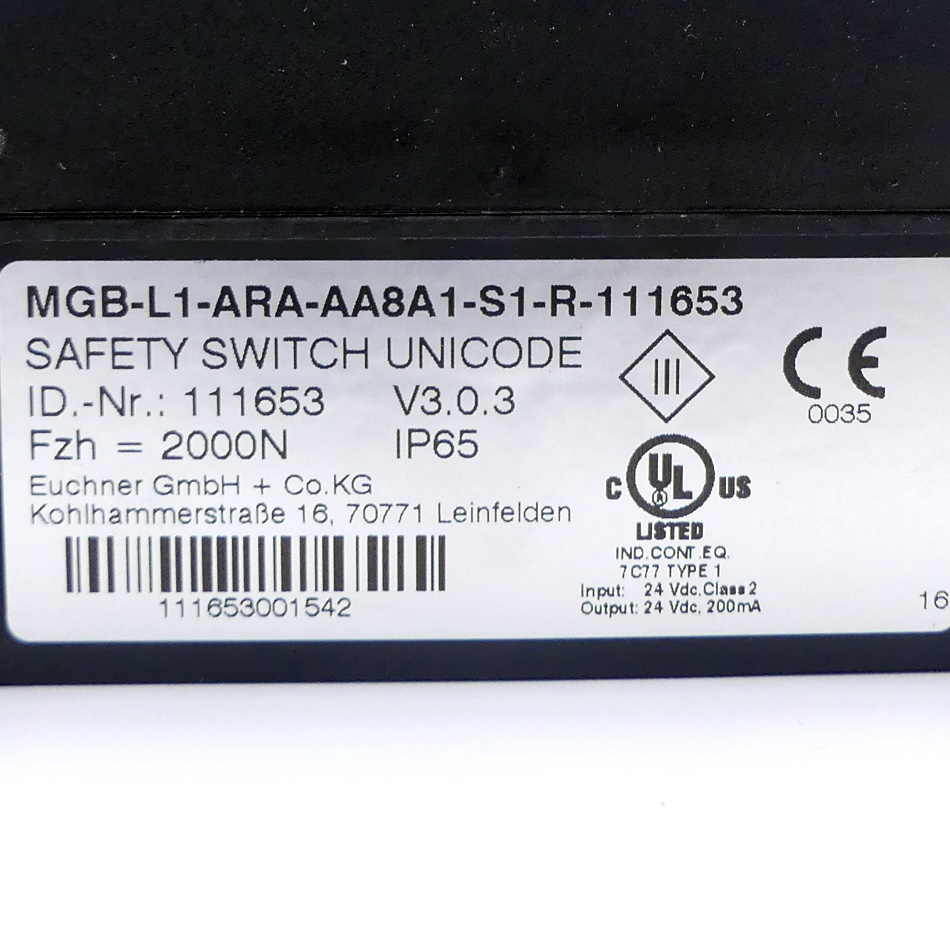 MGB-L1-ARA-AA8A1-S1-R-111653
SAFETY SWITCH UNICODE
ID.-Nr.: 111653 V3.0.3
Fzh = 2000N IP65
Euchner GmbH + Co.KG
Kohlhammerstraße 16, 70771 Leinfelden
111653001542
III
CE
0035
C UL US
LISTED
IND.CONT.EQ.
7C77 TYPE 1
Input: 24 Vdc, Class 2
Output: 24 Vdc, 200mA
16